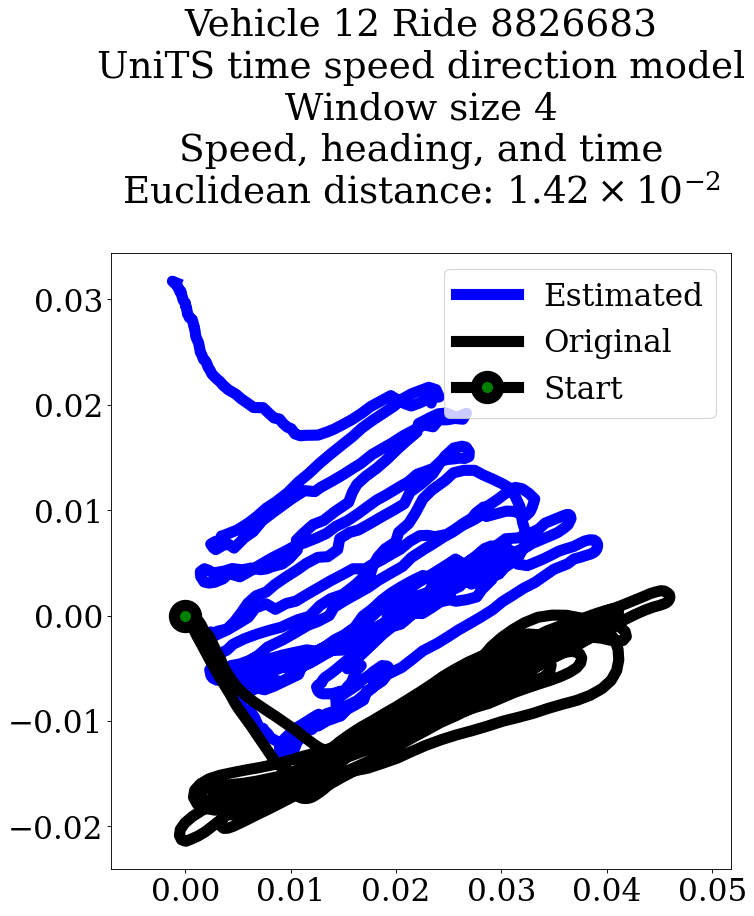 Vehicle 12 Ride 8826683
UniTS time speed direction model
Window size 4
Speed, heading, and time
Euclidean distance: 1.42 × 10⁻²
Estimated
Original
Start
0.03
0.02
0.01
0.00
−0.01
−0.02
0.00 0.01 0.02 0.03 0.04 0.05